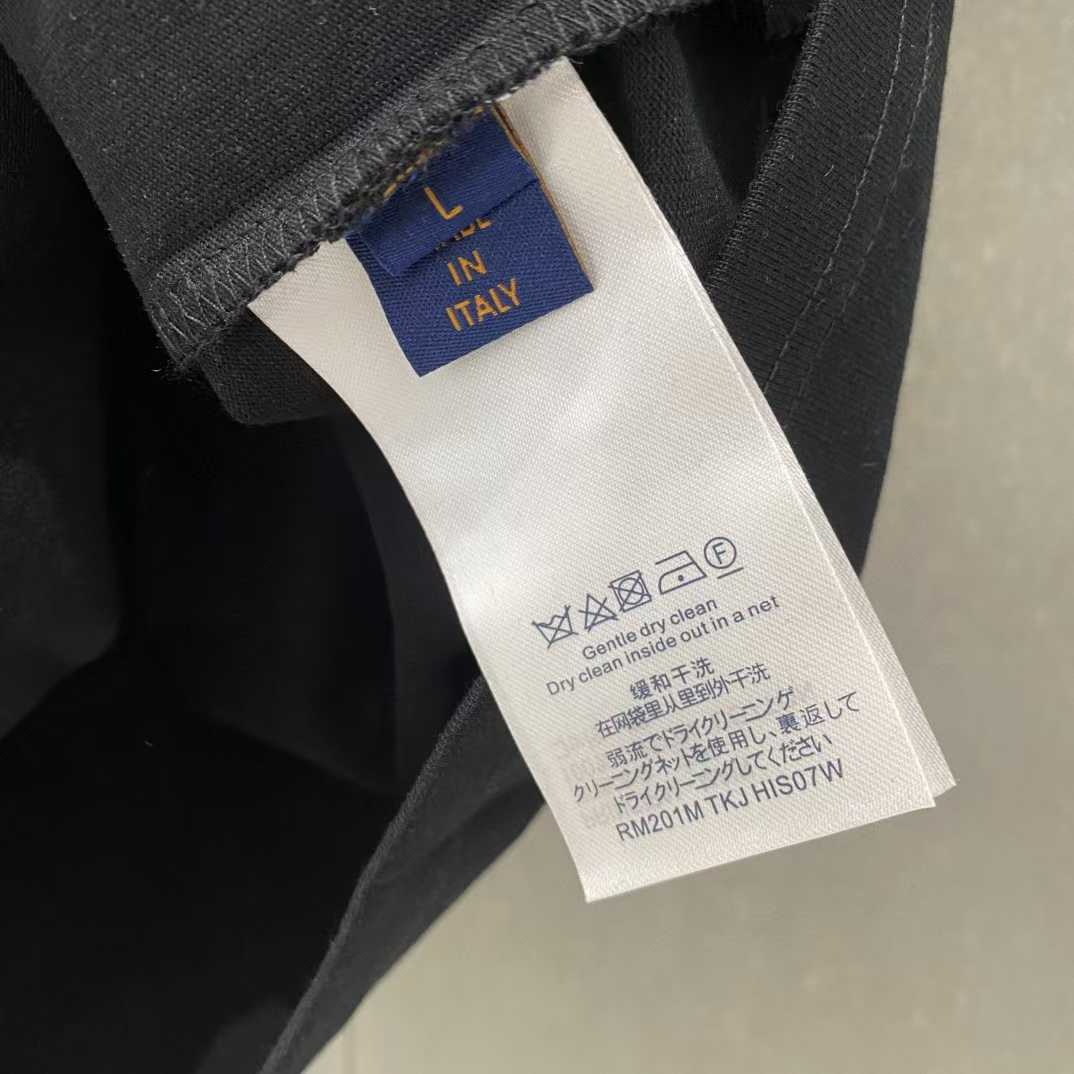 L
IN
ITALY
F
Gentle dry clean
Dry clean inside out in a net
缓和干洗
在网袋里从里到外干洗
弱流でドライクリーニング
クリーニングネットを使用し、裏返して
ドライクリーニングしてください
RM201M TKJ HIS07W